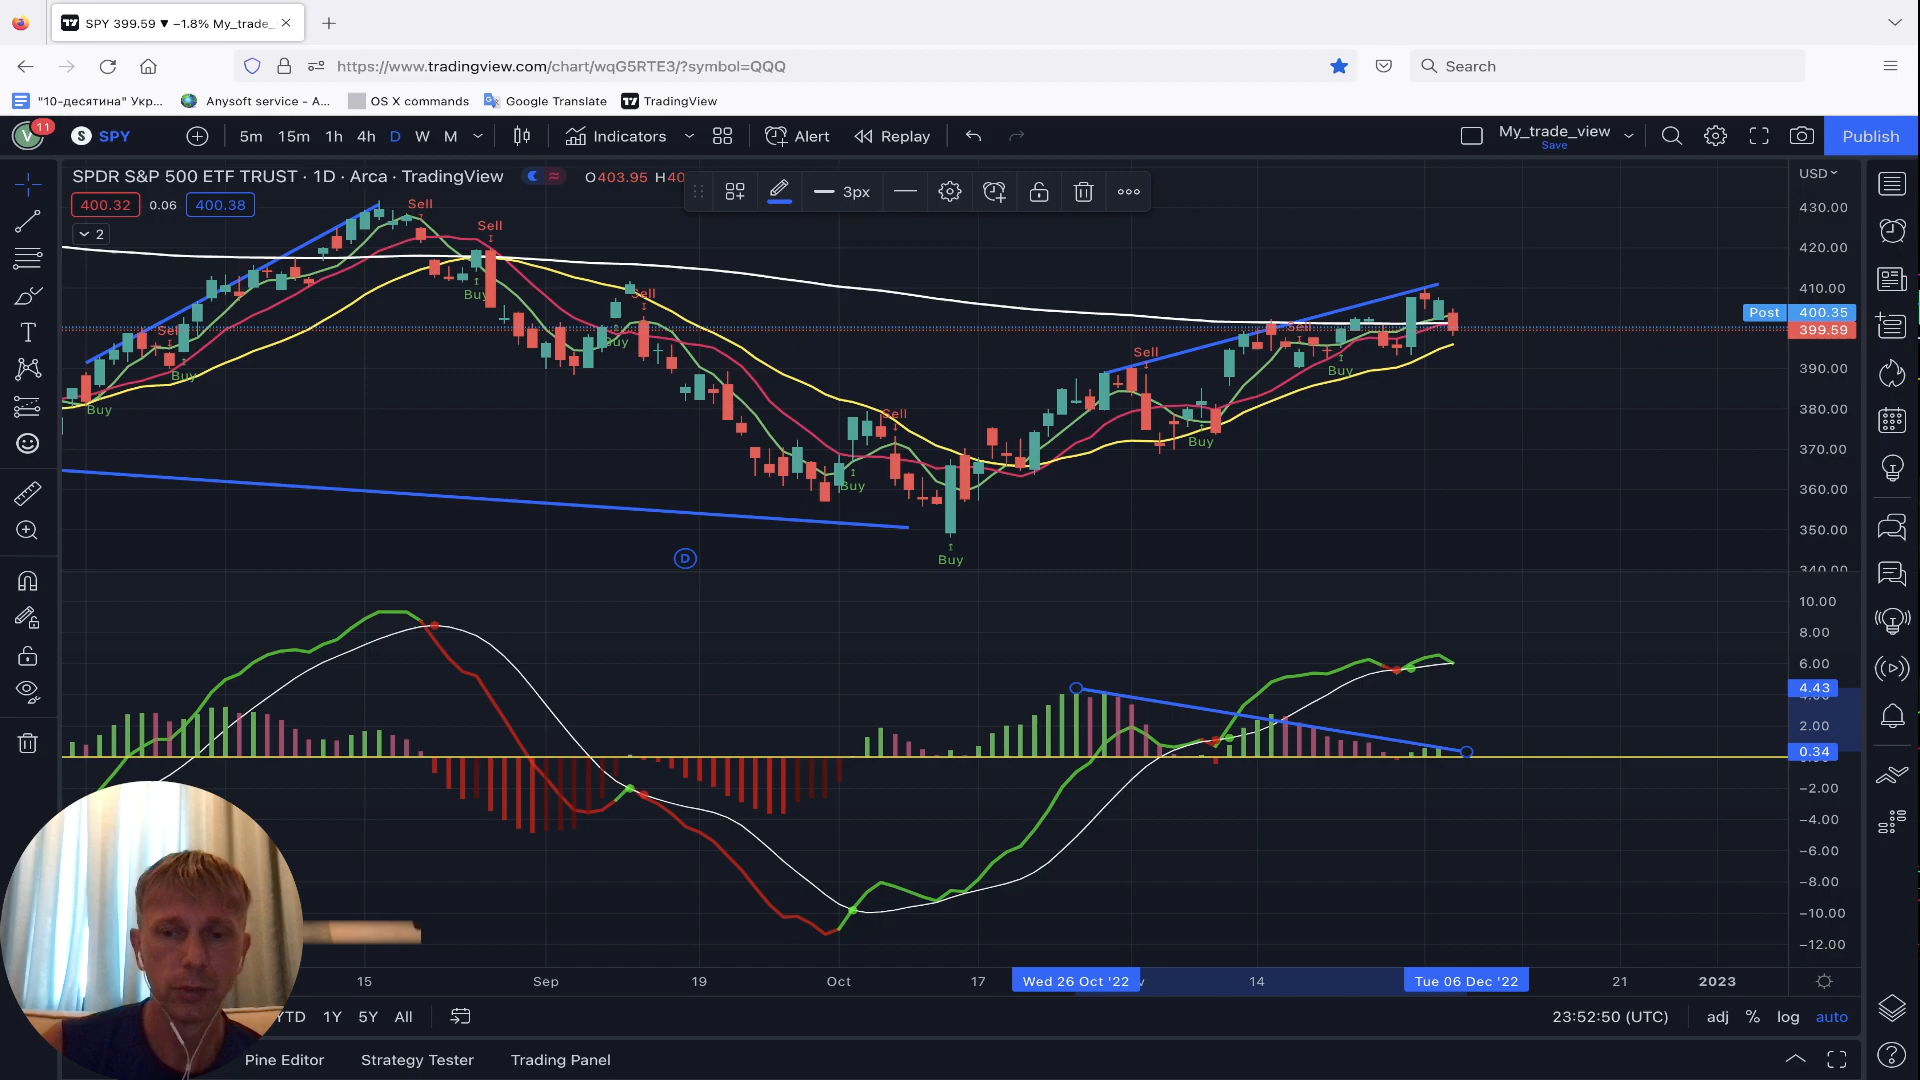 SPY 399.59 ▼ −1.8% My_trade_
https://www.tradingview.com/chart/wqG5RTE3/?symbol=QQQ
Search
"10-десятина" Укр...
Anysoft service - A...
OS X commands
Google Translate
TradingView
V 11
S SPY
5m 15m 1h 4h D W M
Indicators
Alert
Replay
My_trade_view
Save
Publish
SPDR S&P 500 ETF TRUST · 1D · Arca · TradingView
O403.95 H40
3px
USD
400.32 0.06 400.38
2
430.00
420.00
410.00
Post 400.35
399.59
390.00
380.00
370.00
360.00
350.00
340.00
Sell
Sell
Buy
Sell
Buy
Sell
Buy
Buy
Sell
Buy
Buy
Sell
Buy
Sell
Buy
D
10.00
8.00
6.00
4.43
2.00
0.34
−2.00
−4.00
−6.00
−8.00
−10.00
−12.00
15 Sep 19 Oct 17 Wed 26 Oct '22 14 Tue 06 Dec '22 21 2023
YTD 1Y 5Y All
23:52:50 (UTC)
adj % log auto
Pine Editor
Strategy Tester
Trading Panel